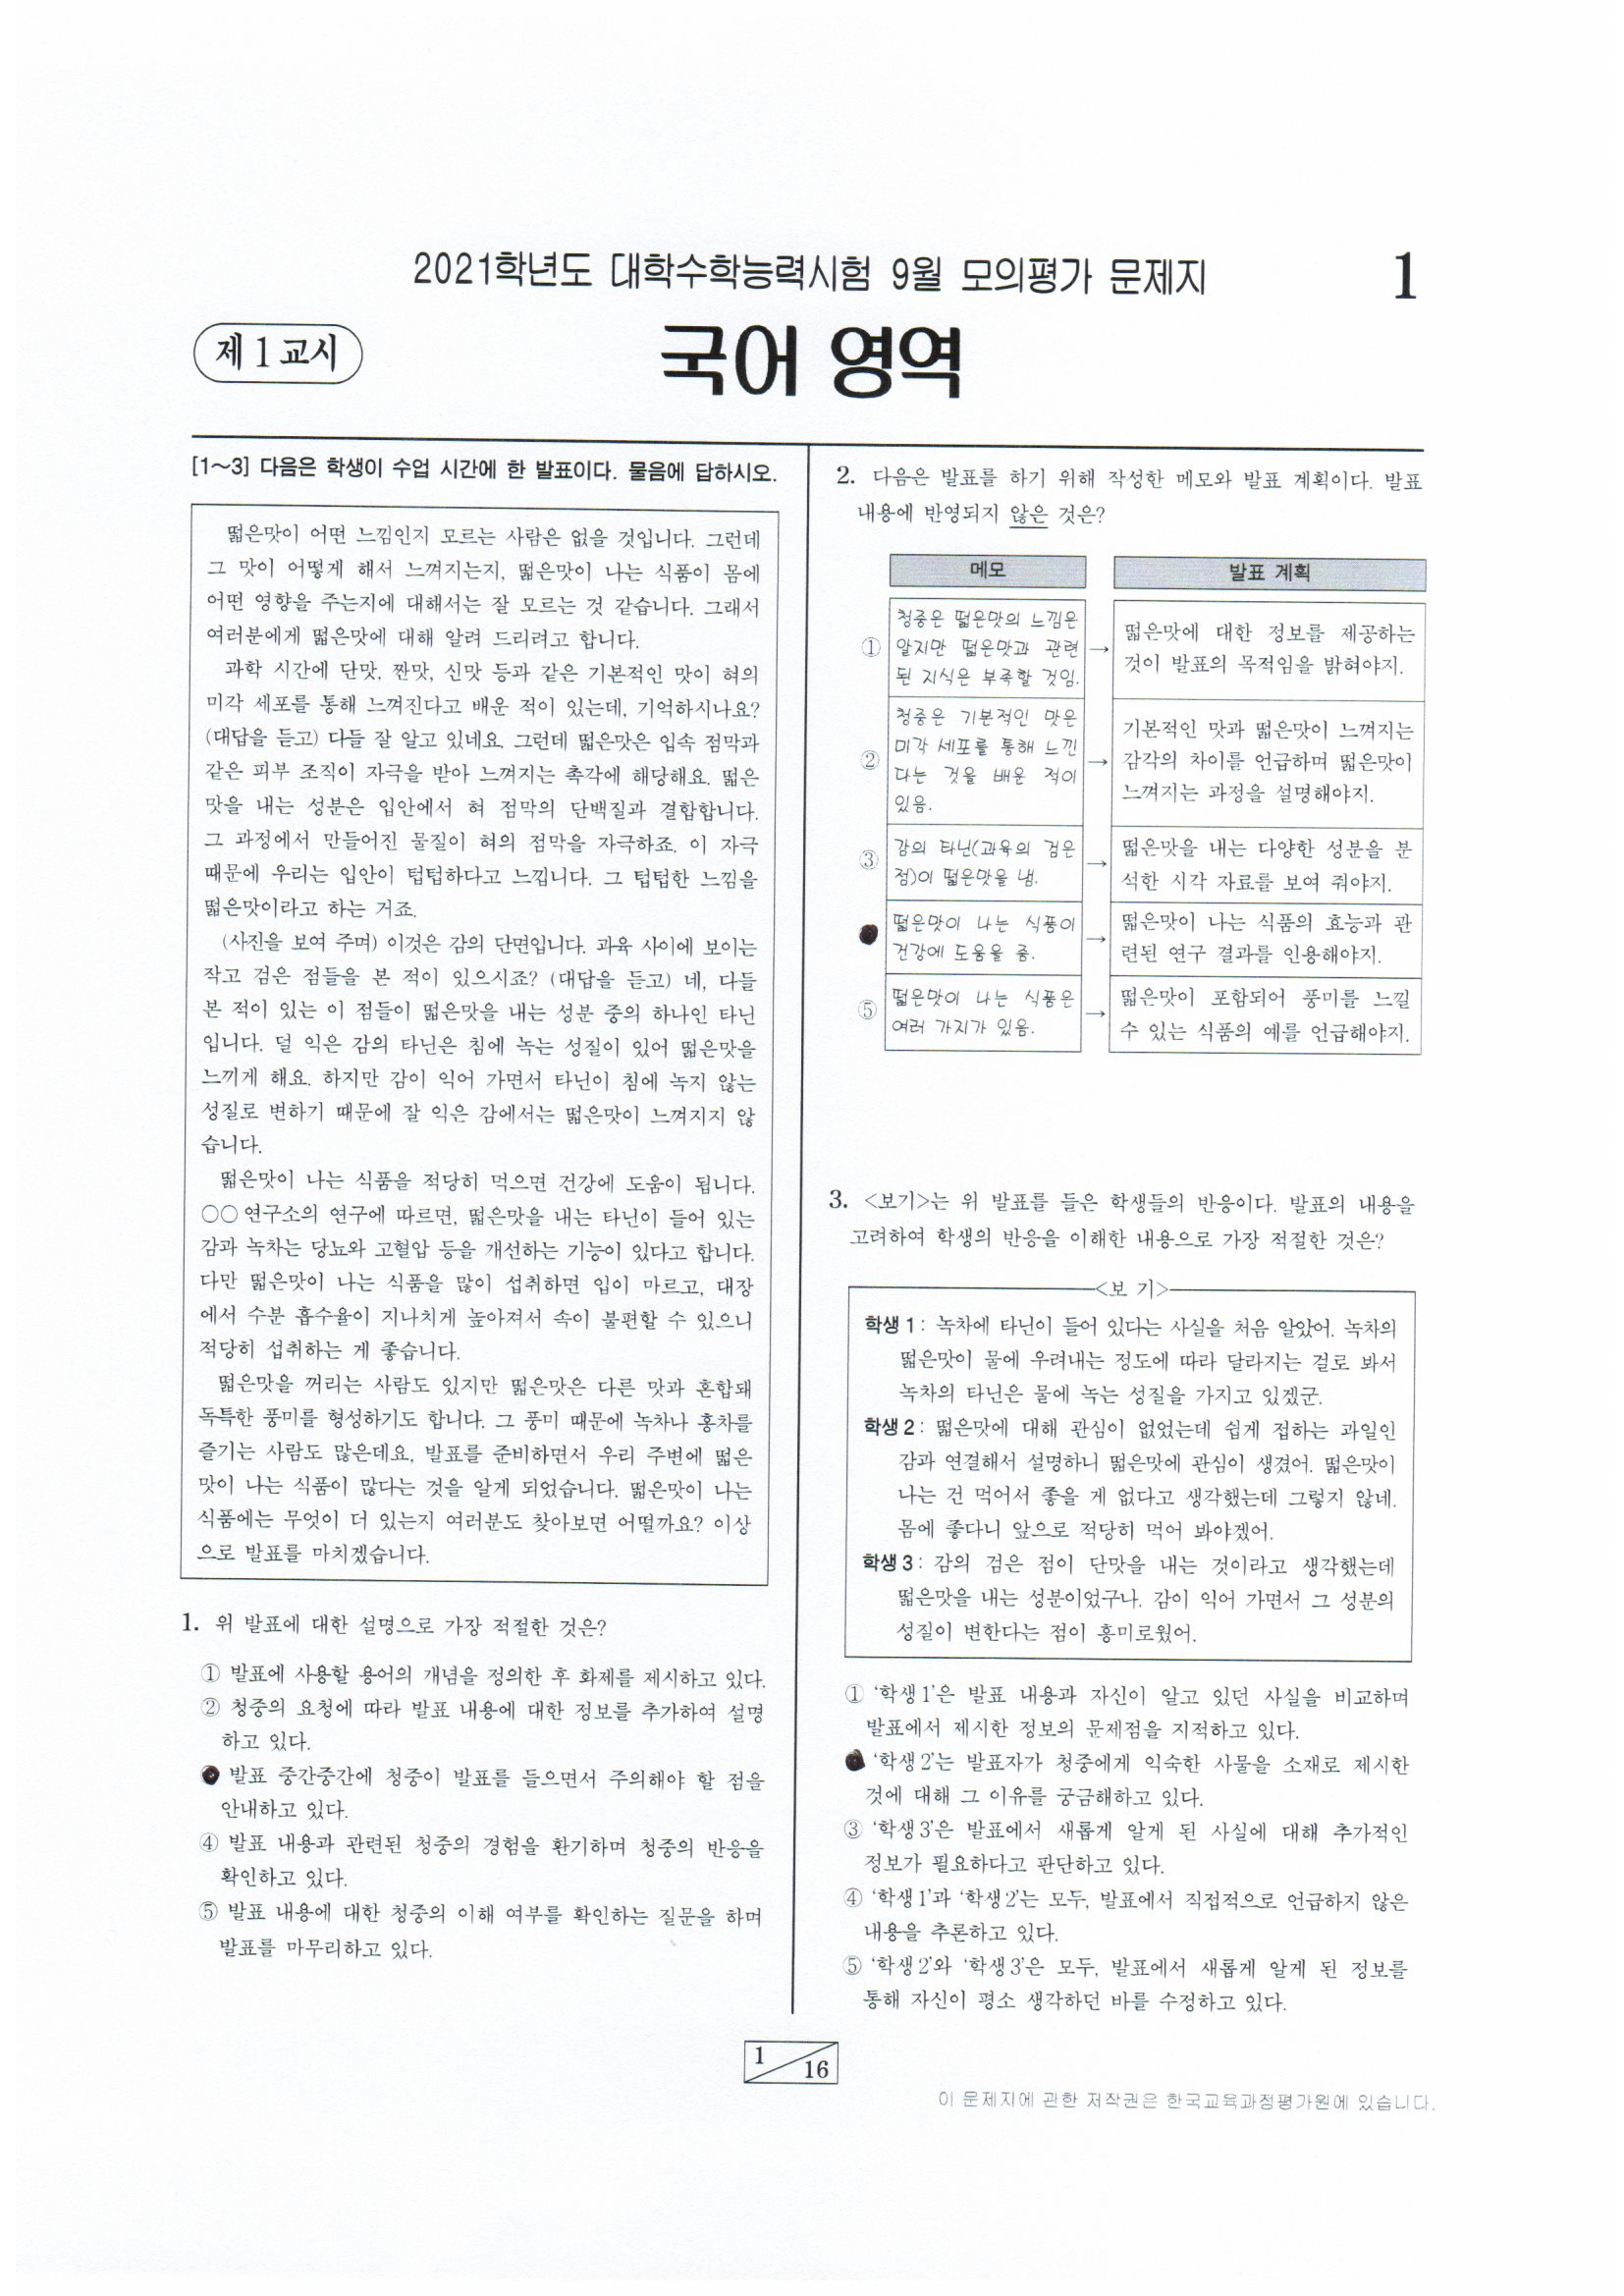 2021학년도 대학수학능력시험 9월 모의평가 문제지
1
제 1 교시
국어 영역
[1～3] 다음은 학생이 수업 시간에 한 발표이다. 물음에 답하시오.
떫은맛이 어떤 느낌인지 모르는 사람은 없을 것입니다. 그런데
그 맛이 어떻게 해서 느껴지는지, 떫은맛이 나는 식품이 몸에
어떤 영향을 주는지에 대해서는 잘 모르는 것 같습니다. 그래서
여러분에게 떫은맛에 대해 알려 드리려고 합니다.
과학 시간에 단맛, 짠맛, 신맛 등과 같은 기본적인 맛이 혀의
미각 세포를 통해 느껴진다고 배운 적이 있는데, 기억하시나요?
(대답을 듣고) 다들 잘 알고 있네요. 그런데 떫은맛은 입속 점막과
같은 피부 조직이 자극을 받아 느껴지는 촉각에 해당해요. 떫은
맛을 내는 성분은 입안에서 혀 점막의 단백질과 결합합니다.
그 과정에서 만들어진 물질이 혀의 점막을 자극하죠. 이 자극
때문에 우리는 입안이 텁텁하다고 느낍니다. 그 텁텁한 느낌을
떫은맛이라고 하는 거죠.
(사진을 보여 주며) 이것은 감의 단면입니다. 과육 사이에 보이는
작고 검은 점들을 본 적이 있으시죠? (대답을 듣고) 네, 다들
본 적이 있는 이 점들이 떫은맛을 내는 성분 중의 하나인 타닌
입니다. 덜 익은 감의 타닌은 침에 녹는 성질이 있어 떫은맛을
느끼게 해요. 하지만 감이 익어 가면서 타닌이 침에 녹지 않는
성질로 변하기 때문에 잘 익은 감에서는 떫은맛이 느껴지지 않
습니다.
떫은맛이 나는 식품을 적당히 먹으면 건강에 도움이 됩니다.
○○ 연구소의 연구에 따르면, 떫은맛을 내는 타닌이 들어 있는
감과 녹차는 당뇨와 고혈압 등을 개선하는 기능이 있다고 합니다.
다만 떫은맛이 나는 식품을 많이 섭취하면 입이 마르고, 대장
에서 수분 흡수율이 지나치게 높아져서 속이 불편할 수 있으니
적당히 섭취하는 게 좋습니다.
떫은맛을 꺼리는 사람도 있지만 떫은맛은 다른 맛과 혼합돼
독특한 풍미를 형성하기도 합니다. 그 풍미 때문에 녹차나 홍차를
즐기는 사람도 많은데요, 발표를 준비하면서 우리 주변에 떫은
맛이 나는 식품이 많다는 것을 알게 되었습니다. 떫은맛이 나는
식품에는 무엇이 더 있는지 여러분도 찾아보면 어떨까요? 이상
으로 발표를 마치겠습니다.
1. 위 발표에 대한 설명으로 가장 적절한 것은?
① 발표에 사용할 용어의 개념을 정의한 후 화제를 제시하고 있다.
② 청중의 요청에 따라 발표 내용에 대한 정보를 추가하여 설명
하고 있다.
발표 중간중간에 청중이 발표를 들으면서 주의해야 할 점을
안내하고 있다.
④ 발표 내용과 관련된 청중의 경험을 환기하며 청중의 반응을
확인하고 있다.
⑤ 발표 내용에 대한 청중의 이해 여부를 확인하는 질문을 하며
발표를 마무리하고 있다.
2. 다음은 발표를 하기 위해 작성한 메모와 발표 계획이다. 발표
내용에 반영되지 않은 것은?
메모
발표 계획
① 청중은 떫은맛의 느낌은
알지만 떫은맛과 관련
된 지식은 부족할 것임.
→
떫은맛에 대한 정보를 제공하는
것이 발표의 목적임을 밝혀야지.
② 청중은 기본적인 맛은
미각 세포를 통해 느낀
다는 것을 배운 적이
있음.
→
기본적인 맛과 떫은맛이 느껴지는
감각의 차이를 언급하며 떫은맛이
느껴지는 과정을 설명해야지.
③ 감의 타닌(과육의 검은
점)이 떫은맛을 냄.
→
떫은맛을 내는 다양한 성분을 분
석한 시각 자료를 보여 줘야지.
떫은맛이 나는 식품이
건강에 도움을 줌.
→
떫은맛이 나는 식품의 효능과 관
련된 연구 결과를 인용해야지.
⑤ 떫은맛이 나는 식품은
여러 가지가 있음.
→
떫은맛이 포함되어 풍미를 느낄
수 있는 식품의 예를 언급해야지.
3. <보기>는 위 발표를 들은 학생들의 반응이다. 발표의 내용을
고려하여 학생의 반응을 이해한 내용으로 가장 적절한 것은?
<보 기>
학생 1 : 녹차에 타닌이 들어 있다는 사실을 처음 알았어. 녹차의
떫은맛이 물에 우려내는 정도에 따라 달라지는 걸로 봐서
녹차의 타닌은 물에 녹는 성질을 가지고 있겠군.
학생 2 : 떫은맛에 대해 관심이 없었는데 쉽게 접하는 과일인
감과 연결해서 설명하니 떫은맛에 관심이 생겼어. 떫은맛이
나는 건 먹어서 좋을 게 없다고 생각했는데 그렇지 않네.
몸에 좋다니 앞으로 적당히 먹어 봐야겠어.
학생 3 : 감의 검은 점이 단맛을 내는 것이라고 생각했는데
떫은맛을 내는 성분이었구나. 감이 익어 가면서 그 성분의
성질이 변한다는 점이 흥미로웠어.
① ‘학생 1’은 발표 내용과 자신이 알고 있던 사실을 비교하며
발표에서 제시한 정보의 문제점을 지적하고 있다.
‘학생 2’는 발표자가 청중에게 익숙한 사물을 소재로 제시한
것에 대해 그 이유를 궁금해하고 있다.
③ ‘학생 3’은 발표에서 새롭게 알게 된 사실에 대해 추가적인
정보가 필요하다고 판단하고 있다.
④ ‘학생 1’과 ‘학생 2’는 모두, 발표에서 직접적으로 언급하지 않은
내용을 추론하고 있다.
⑤ ‘학생 2’와 ‘학생 3’은 모두, 발표에서 새롭게 알게 된 정보를
통해 자신이 평소 생각하던 바를 수정하고 있다.
1
16
이 문제지에 관한 저작권은 한국교육과정평가원에 있습니다.